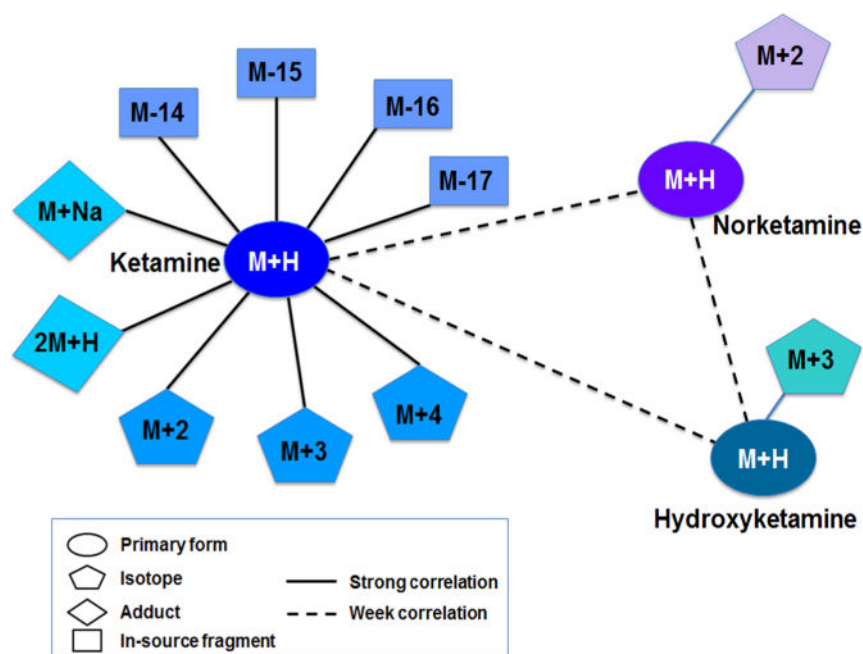 M+2
M-15
M-14
M-16
M-17
M+H
Norketamine
M+Na
Ketamine
M+H
2M+H
M+2
M+3
M+4
M+3
M+H
Hydroxyketamine
Primary form
Isotope
Adduct
In-source fragment
Strong correlation
Week correlation